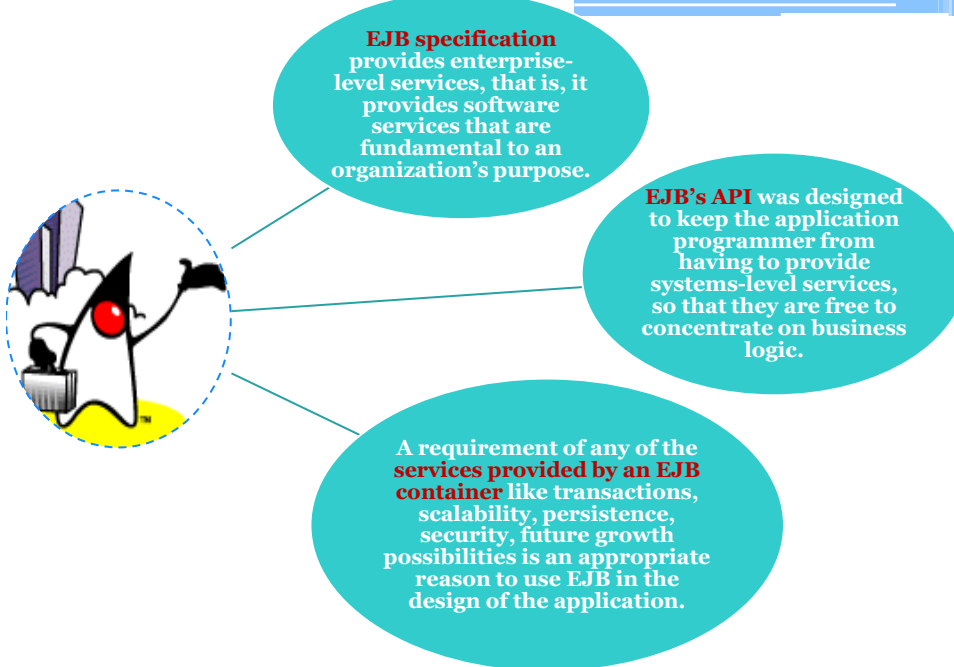 EJB specification
provides enterprise-
level services, that is, it
provides software
services that are
fundamental to an
organization's purpose.
EJB's API was designed
to keep the application
programmer from
having to provide
systems-level services,
so that they are free to
concentrate on business
logic.
TM
A requirement of any of the
services provided by an EJB
container like transactions,
scalability, persistence,
security, future growth
possibilities is an appropriate
reason to use EJB in the
design of the application.